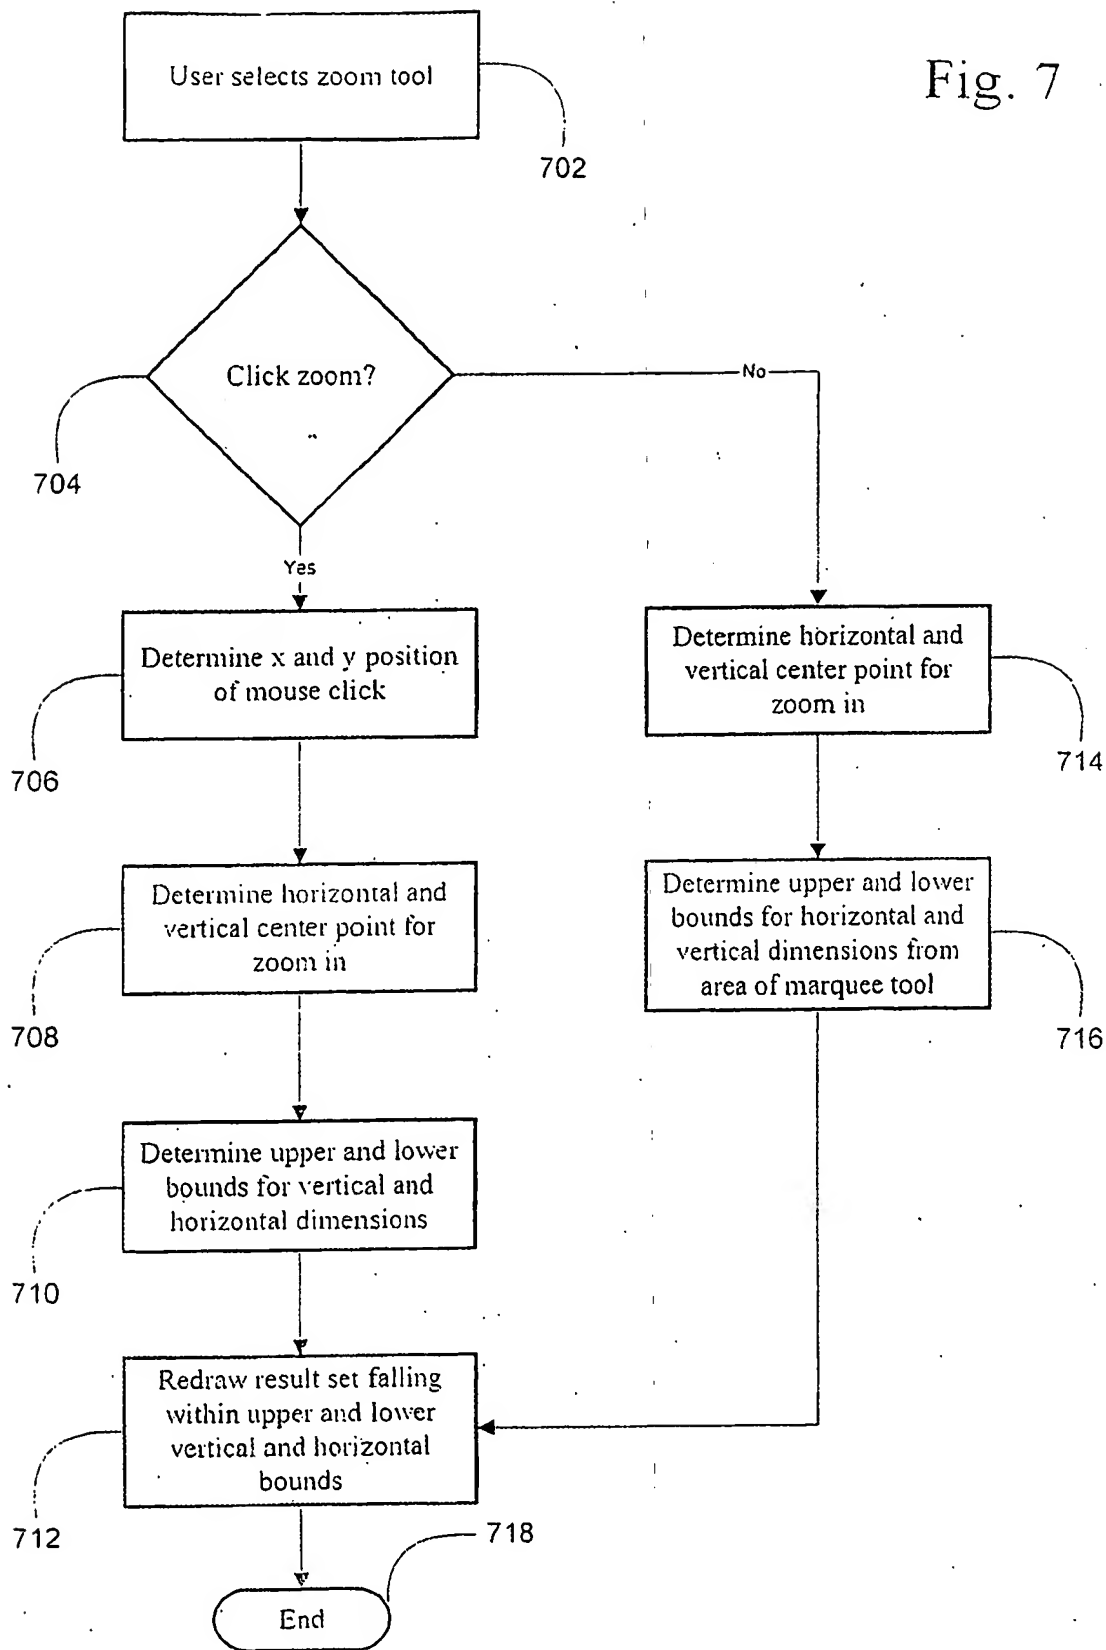 Fig. 7
User selects zoom tool
702
Click zoom?
704
No
Yes
Determine x and y position
of mouse click
706
Determine horizontal and
vertical center point for
zoom in
708
Determine upper and lower
bounds for vertical and
horizontal dimensions
710
Redraw result set falling
within upper and lower
vertical and horizontal
bounds
712
Determine horizontal and
vertical center point for
zoom in
714
Determine upper and lower
bounds for horizontal and
vertical dimensions from
area of marquee tool
716
718
End